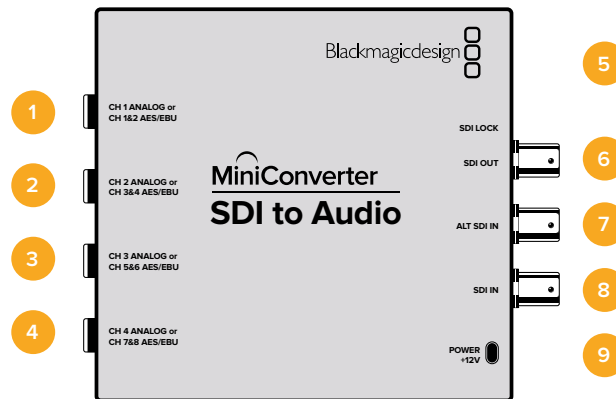 Blackmagicdesign
1
CH 1 ANALOG or
CH 1&2 AES/EBU
2
CH 2 ANALOG or
CH 3&4 AES/EBU
3
CH 3 ANALOG or
CH 5&6 AES/EBU
4
CH 4 ANALOG or
CH 7&8 AES/EBU
MiniConverter
SDI to Audio
5
SDI LOCK
6
SDI OUT
7
ALT SDI IN
8
SDI IN
9
POWER
+12V